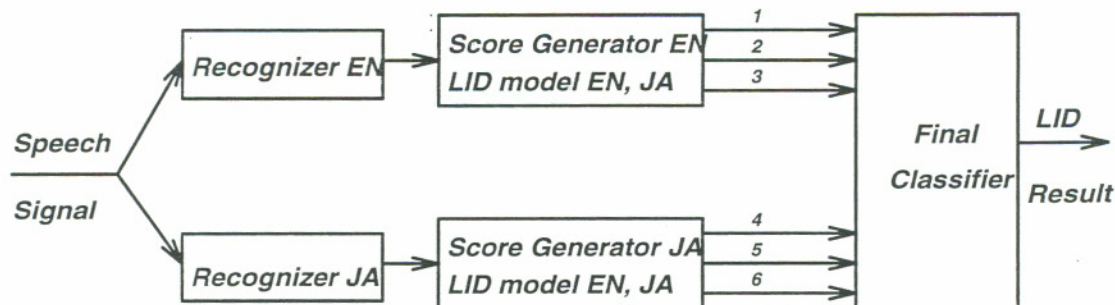 Speech
Signal
Recognizer EN
Score Generator EN
LID model EN, JA
1
2
3
Recognizer JA
Score Generator JA
LID model EN, JA
4
5
6
Final
Classifier
LID
Result